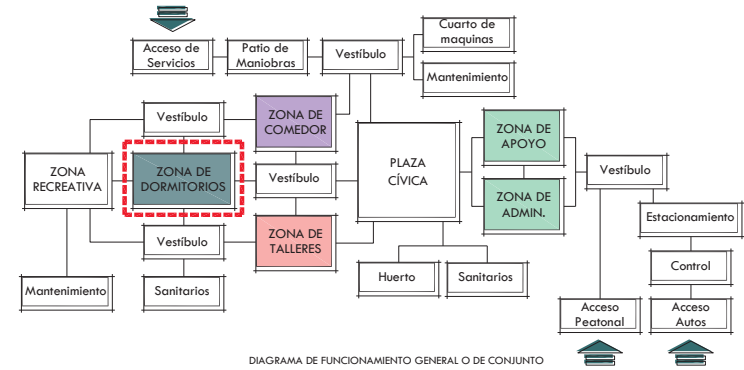 Acceso de
Servicios
Patio de
Maniobras
Vestíbulo
Cuarto de
maquinas
Mantenimiento
Vestíbulo
ZONA DE
COMEDOR
ZONA
RECREATIVA
ZONA DE
DORMITORIOS
Vestíbulo
PLAZA
CÍVICA
ZONA DE
APOYO
ZONA DE
ADMIN.
Vestíbulo
Vestíbulo
ZONA DE
TALLERES
Estacionamiento
Mantenimiento
Sanitarios
Huerto
Sanitarios
Control
Acceso
Peatonal
Acceso
Autos
DIAGRAMA DE FUNCIONAMIENTO GENERAL O DE CONJUNTO